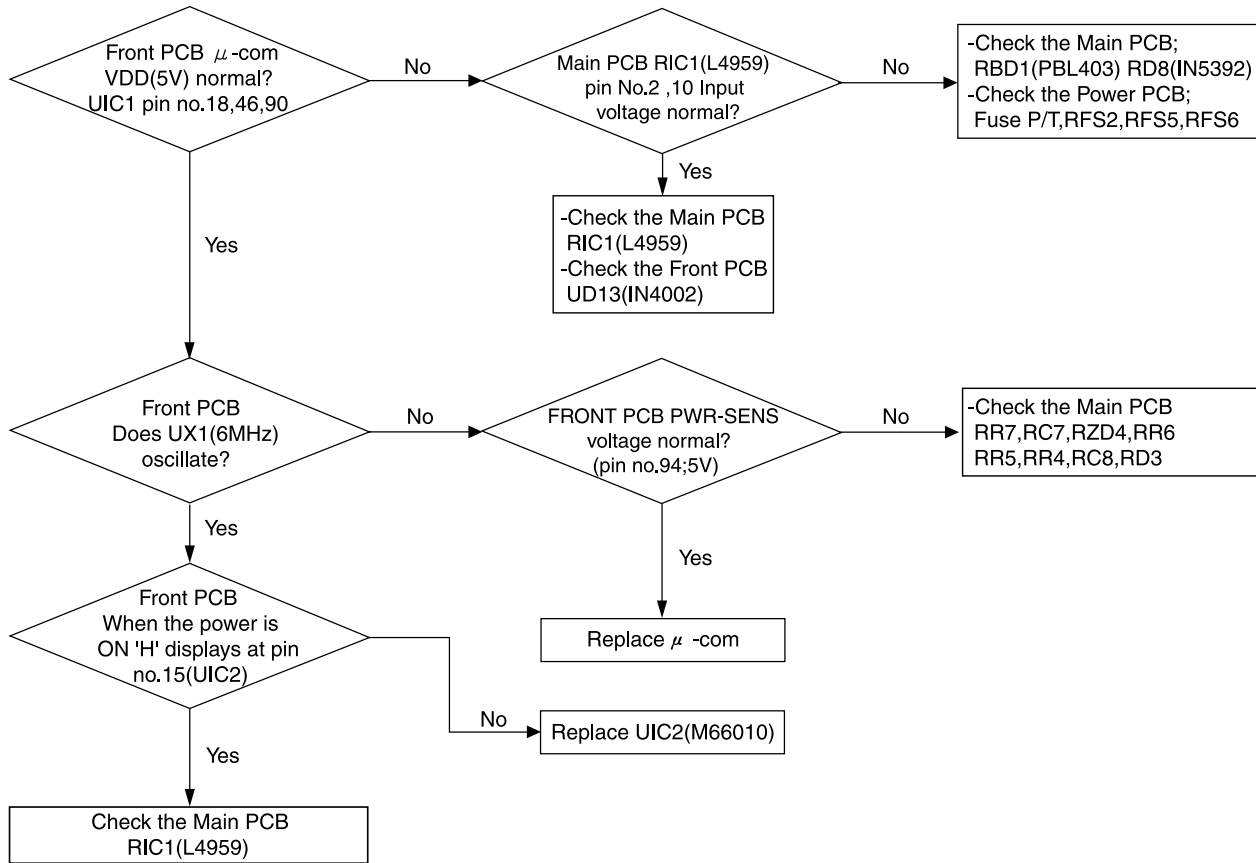 Front PCB μ-com
VDD(5V) normal?
UIC1 pin no.18,46,90
No
Main PCB RIC1(L4959)
pin No.2 ,10 Input
voltage normal?
No
-Check the Main PCB;
RBD1(PBL403) RD8(IN5392)
-Check the Power PCB;
Fuse P/T,RFS2,RFS5,RFS6
Yes
-Check the Main PCB
RIC1(L4959)
-Check the Front PCB
UD13(IN4002)
Yes
Front PCB
Does UX1(6MHz)
oscillate?
No
FRONT PCB PWR-SENS
voltage normal?
(pin no.94;5V)
No
-Check the Main PCB
RR7,RC7,RZD4,RR6
RR5,RR4,RC8,RD3
Yes
Yes
Replace μ -com
Front PCB
When the power is
ON 'H' displays at pin
no.15(UIC2)
No
Replace UIC2(M66010)
Yes
Check the Main PCB
RIC1(L4959)